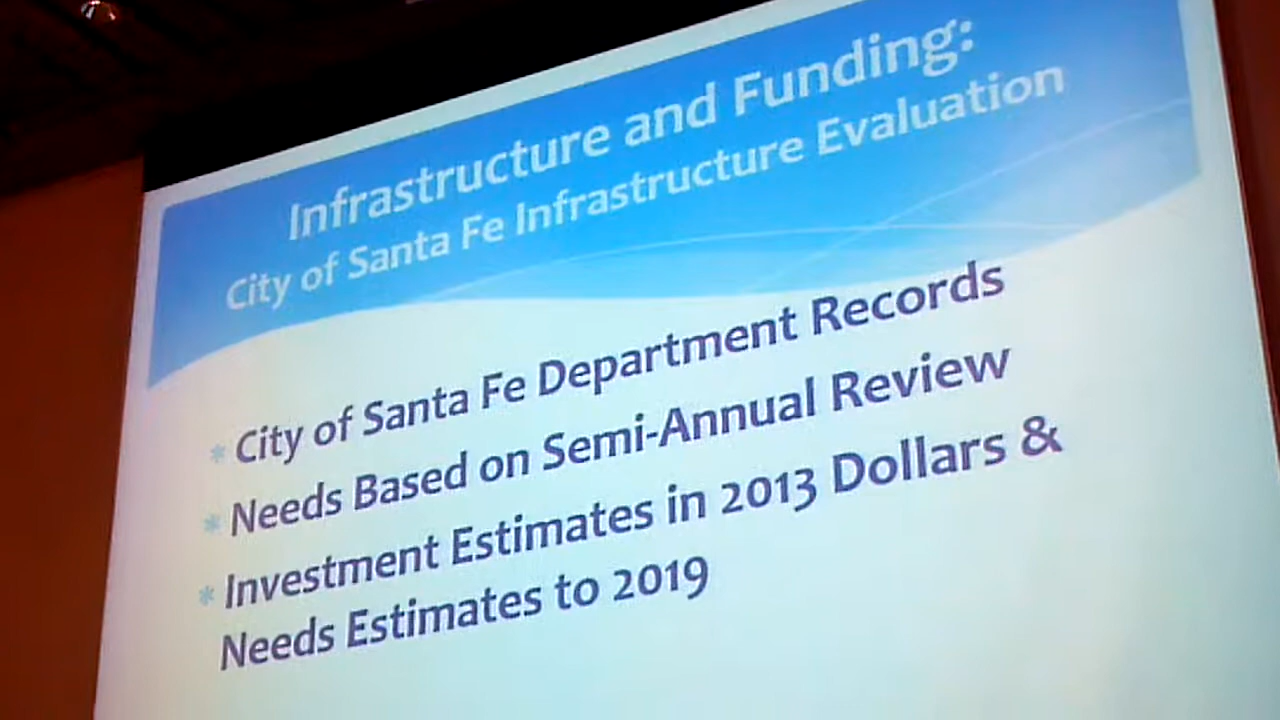 Infrastructure and Funding:
City of Santa Fe Infrastructure Evaluation
* City of Santa Fe Department Records
* Needs Based on Semi-Annual Review
* Investment Estimates in 2013 Dollars &
Needs Estimates to 2019